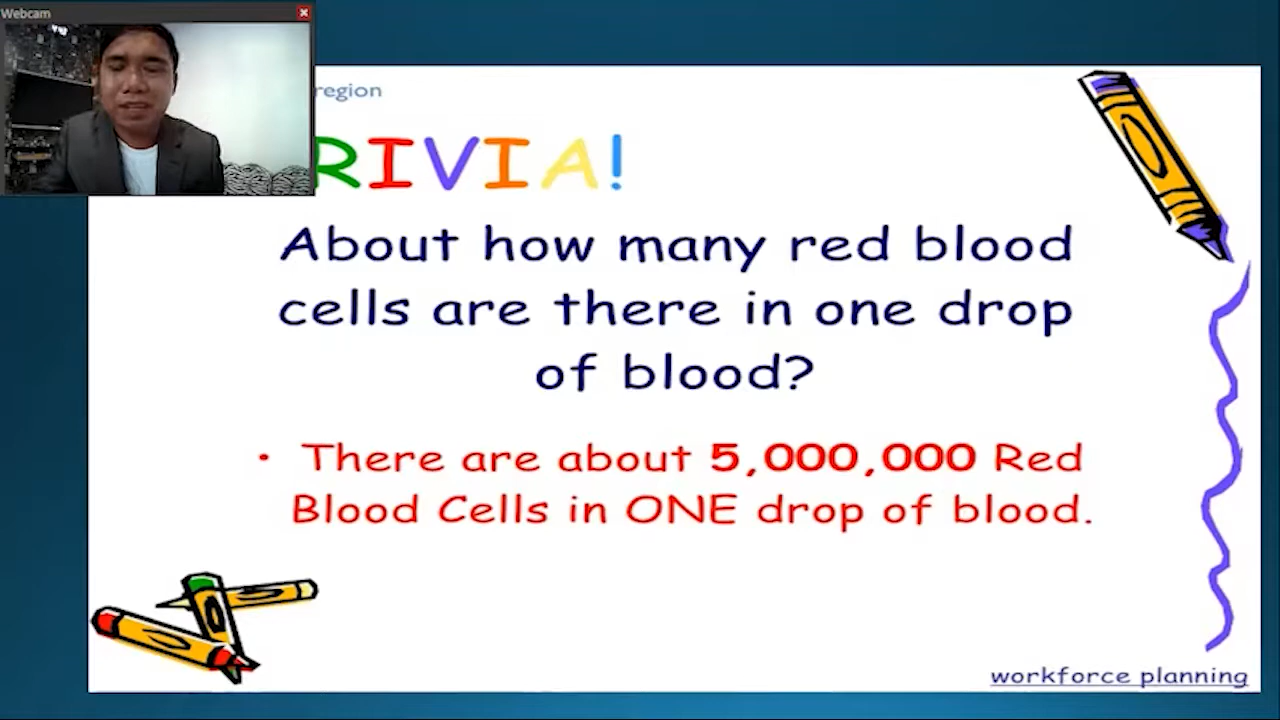 Webcam
region
RIVIA!
About how many red blood
cells are there in one drop
of blood?
• There are about 5,000,000 Red
Blood Cells in ONE drop of blood.
workforce planning